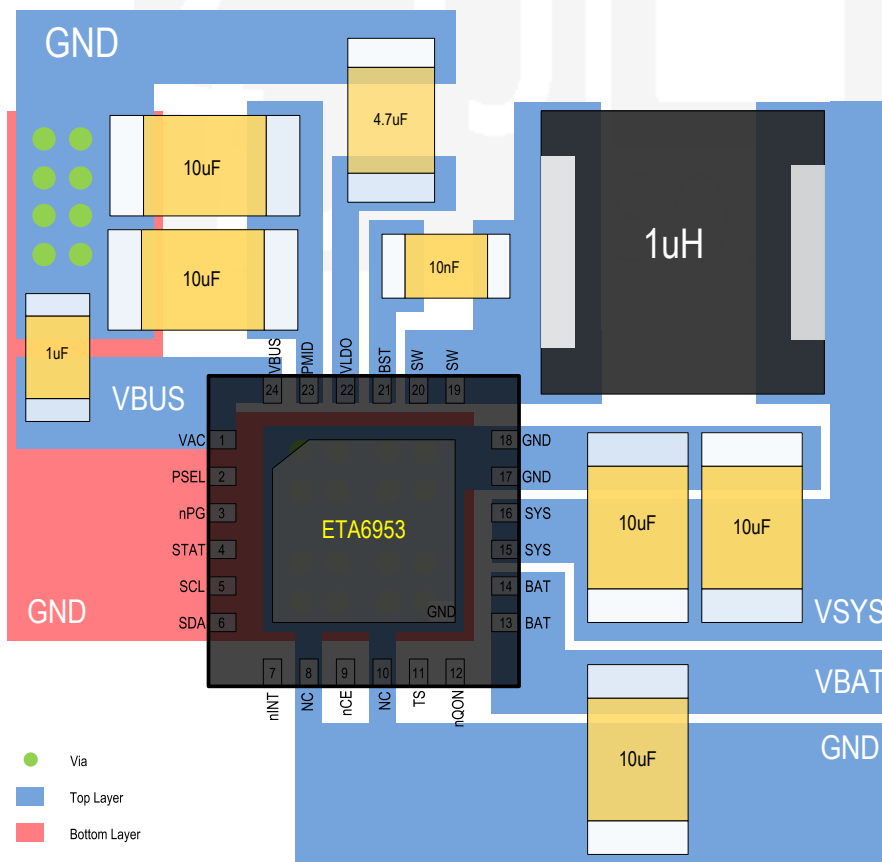 GND
4.7uF
10uF
1uH
10nF
10uF
1uF
VBUS
VBUS
PMID
VLDO
BST
SW
SW
24
23
22
21
20
19
VAC 1
18 GND
PSEL 2
17 GND
nPG 3
16 SYS
STAT 4
15 SYS
SCL 5
14 BAT
SDA 6
13 BAT
ETA6953
GND
10uF
10uF
GND
VSYS
7
8
9
10
11
12
nINT
NC
nCE
NC
TS
nQON
VBAT
GND
10uF
Via
Top Layer
Bottom Layer